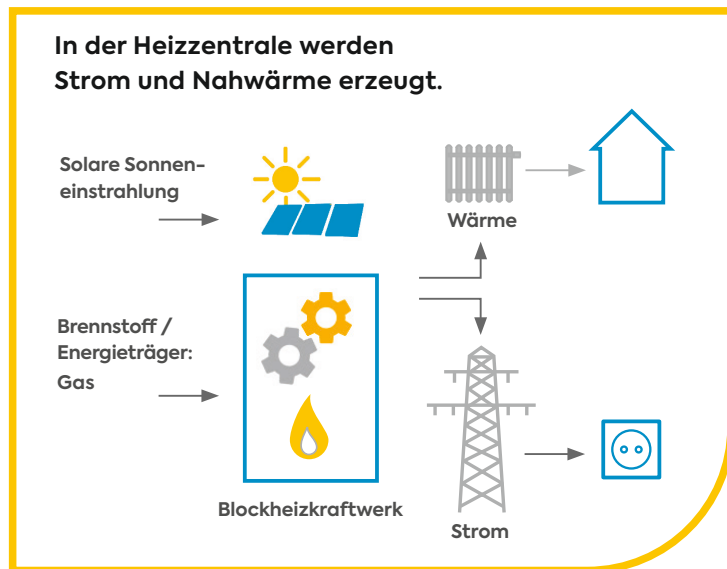 In der Heizzentrale werden
Strom und Nahwärme erzeugt.
Solare Sonnen-
einstrahlung
Wärme
Brennstoff /
Energieträger:
Gas
Blockheizkraftwerk
Strom